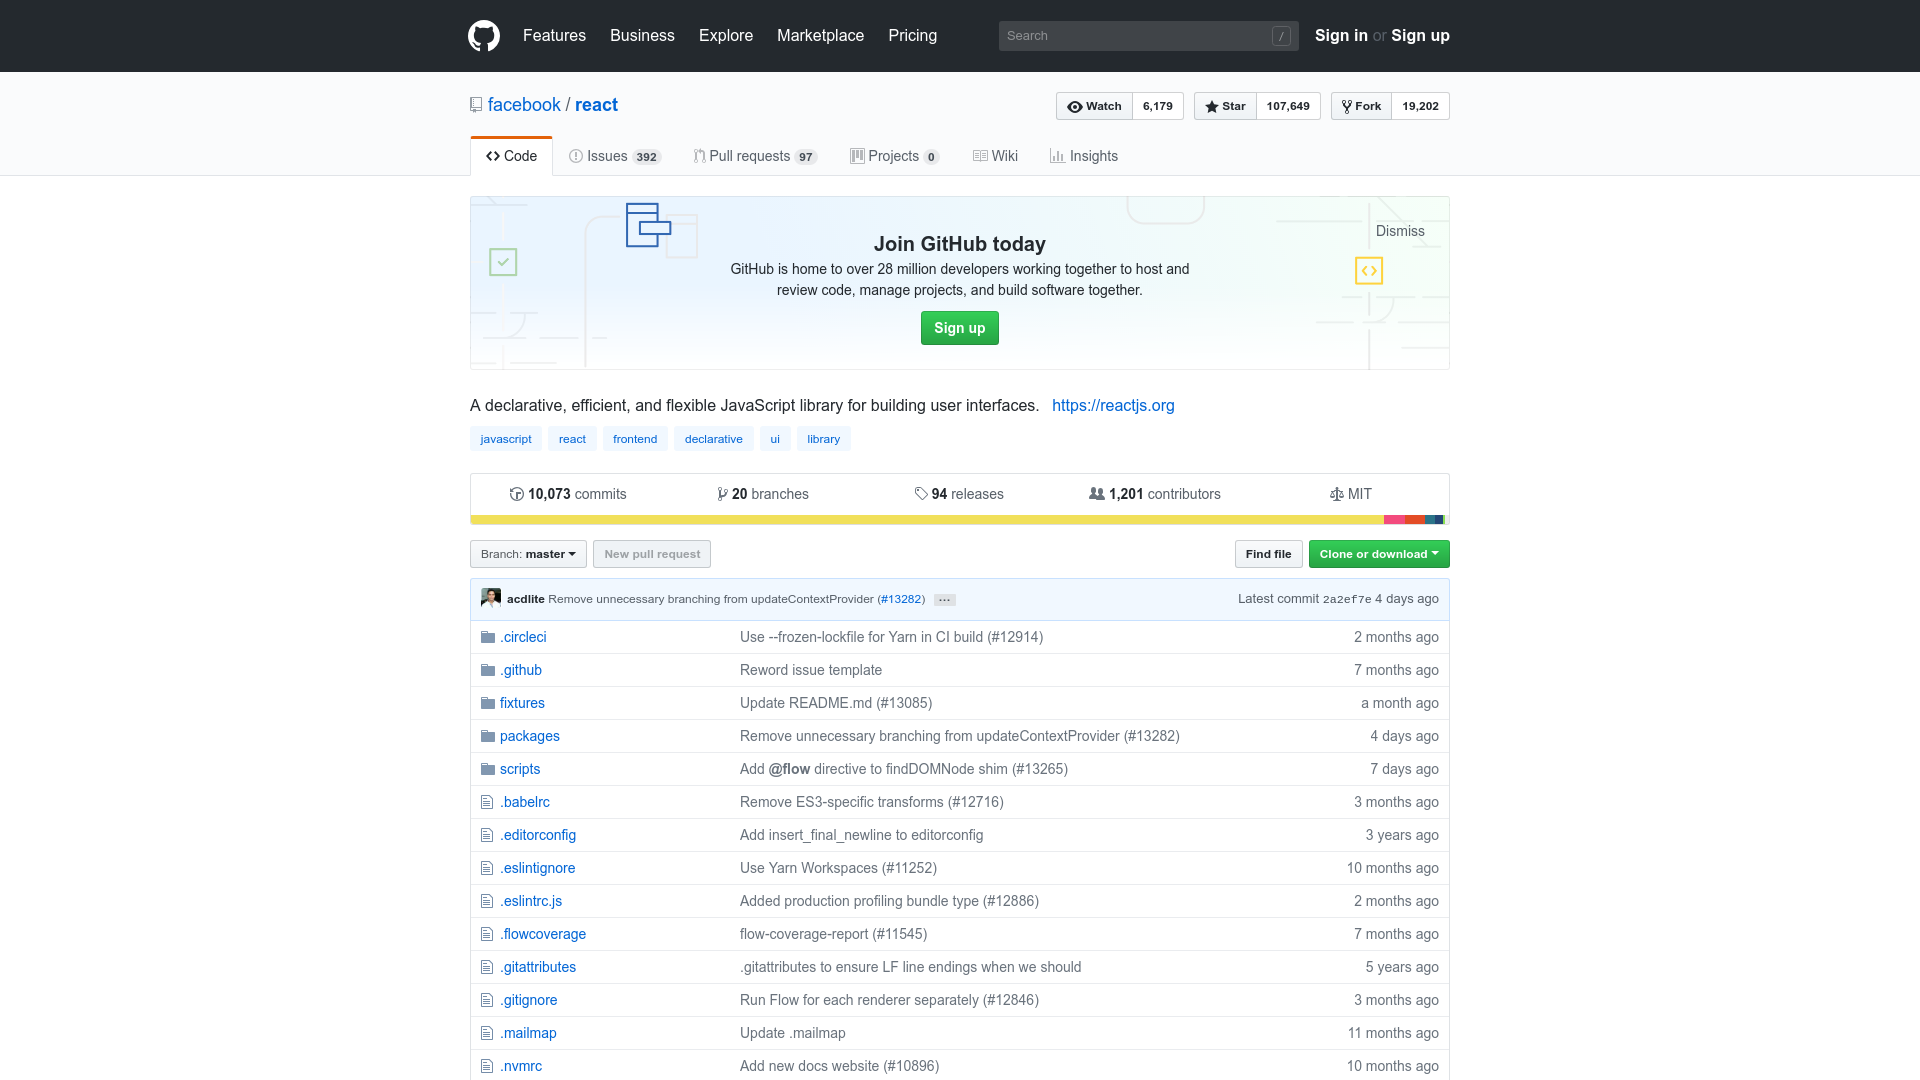 Features Business Explore Marketplace Pricing Search / Sign in or Sign up
facebook / react Watch 6,179 Star 107,649 Fork 19,202
Code Issues 392 Pull requests 97 Projects 0 Wiki Insights
Dismiss
Join GitHub today
GitHub is home to over 28 million developers working together to host and
review code, manage projects, and build software together.
Sign up
A declarative, efficient, and flexible JavaScript library for building user interfaces. https://reactjs.org
javascript react frontend declarative ui library
10,073 commits 20 branches 94 releases 1,201 contributors MIT
Branch: master New pull request Find file Clone or download
acdlite Remove unnecessary branching from updateContextProvider (#13282) … Latest commit 2a2ef7e 4 days ago
.circleci Use --frozen-lockfile for Yarn in CI build (#12914) 2 months ago
.github Reword issue template 7 months ago
fixtures Update README.md (#13085) a month ago
packages Remove unnecessary branching from updateContextProvider (#13282) 4 days ago
scripts Add @flow directive to findDOMNode shim (#13265) 7 days ago
.babelrc Remove ES3-specific transforms (#12716) 3 months ago
.editorconfig Add insert_final_newline to editorconfig 3 years ago
.eslintignore Use Yarn Workspaces (#11252) 10 months ago
.eslintrc.js Added production profiling bundle type (#12886) 2 months ago
.flowcoverage flow-coverage-report (#11545) 7 months ago
.gitattributes .gitattributes to ensure LF line endings when we should 5 years ago
.gitignore Run Flow for each renderer separately (#12846) 3 months ago
.mailmap Update .mailmap 11 months ago
.nvmrc Add new docs website (#10896) 10 months ago